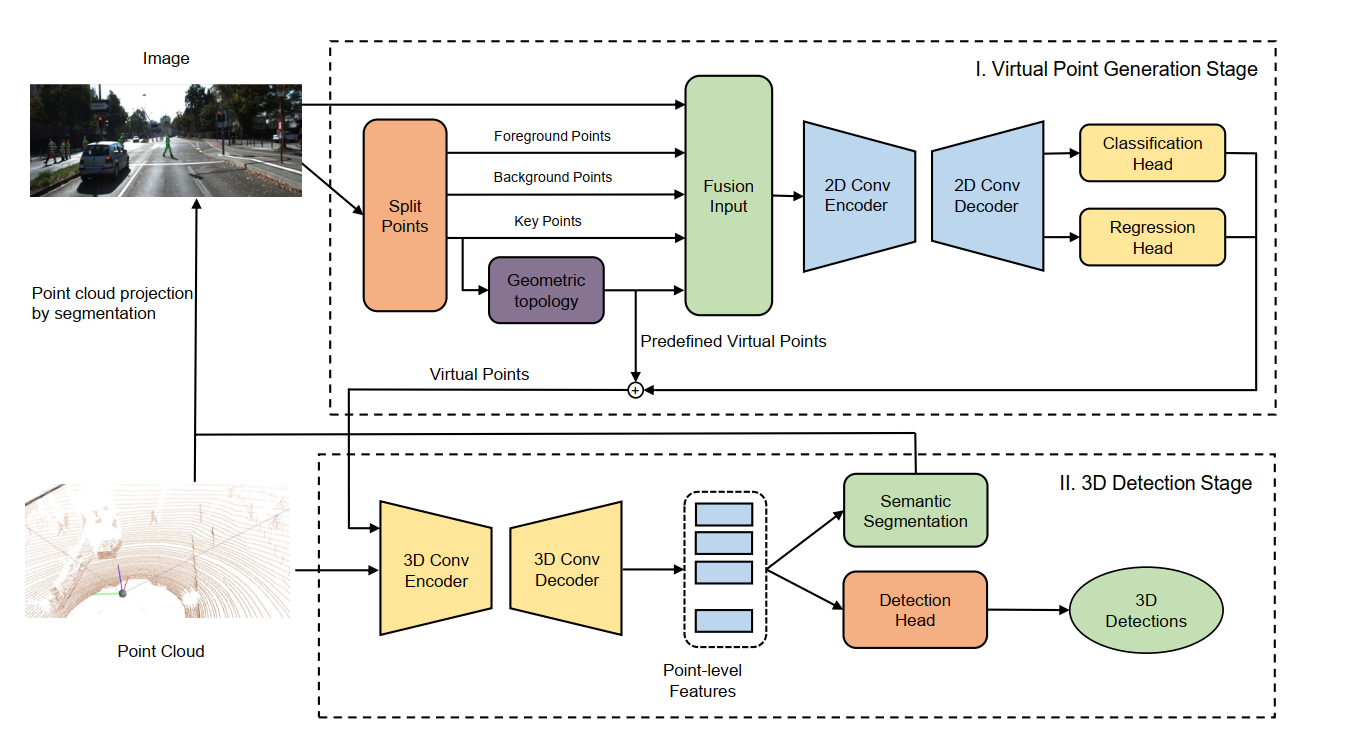 Image
I. Virtual Point Generation Stage
Foreground Points
Background Points
Key Points
Split
Points
Geometric
topology
Fusion
Input
2D Conv
Encoder
2D Conv
Decoder
Classification
Head
Regression
Head
Point cloud projection
by segmentation
Predefined Virtual Points
Virtual Points
+
II. 3D Detection Stage
3D Conv
Encoder
3D Conv
Decoder
Semantic
Segmentation
Detection
Head
3D
Detections
Point Cloud
Point-level
Features